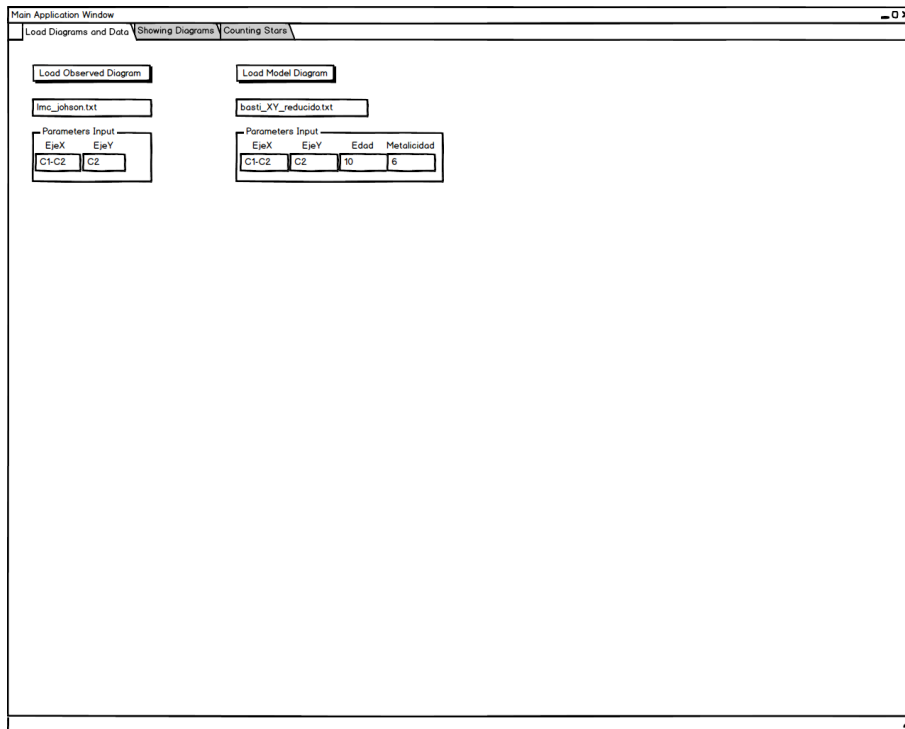 Main Application Window
Load Diagrams and Data Showing Diagrams Counting Stars
Load Observed Diagram Load Model Diagram
lmc_johson.txt basti_XY_reducido.txt
Parameters Input Parameters Input
EjeX EjeY EjeX EjeY Edad Metalicidad
C1-C2 C2 C1-C2 C2 10 6